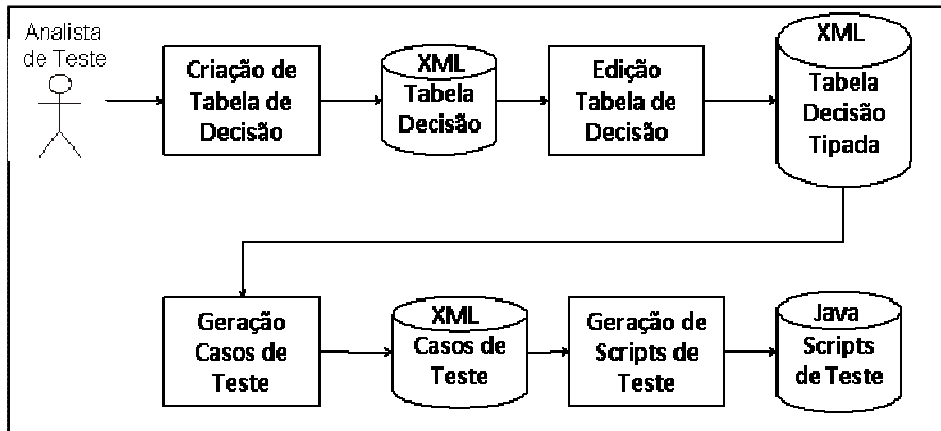 Analista
de Teste
Criação de
Tabela de
Decisão
XML
Tabela
Decisão
Edição
Tabela de
Decisão
XML
Tabela
Decisão
Tipada
Geração
Casos de
Teste
XML
Casos de
Teste
Geração de
Scripts de
Teste
Java
Scripts
de Teste